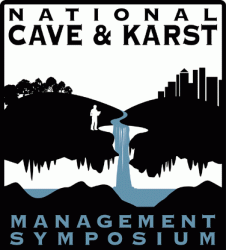 NATIONAL
CAVE & KARST
MANAGEMENT
SYMPOSIUM